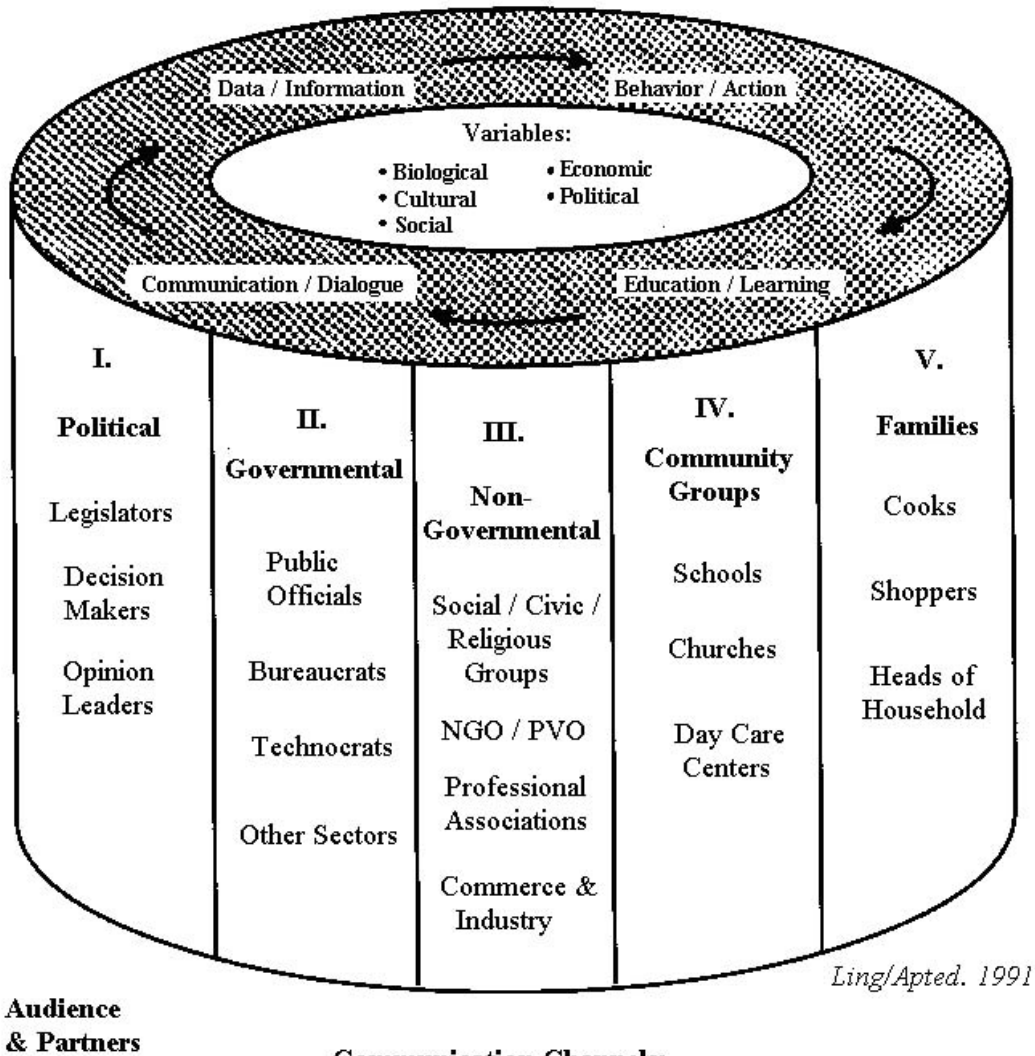 Data / Information
Behavior / Action
Variables:
• Biological
• Economic
• Cultural
• Political
• Social
Communication / Dialogue
Education / Learning
I.
Political
Legislators
Decision
Makers
Opinion
Leaders
II.
Governmental
Public
Officials
Bureaucrats
Technocrats
Other Sectors
III.
Non-
Governmental
Social / Civic /
Religious
Groups
NGO / PVO
Professional
Associations
Commerce &
Industry
IV.
Community
Groups
Schools
Churches
Day Care
Centers
V.
Families
Cooks
Shoppers
Heads of
Household
Ling/Apted. 1991
Audience
& Partners
Communication Channels